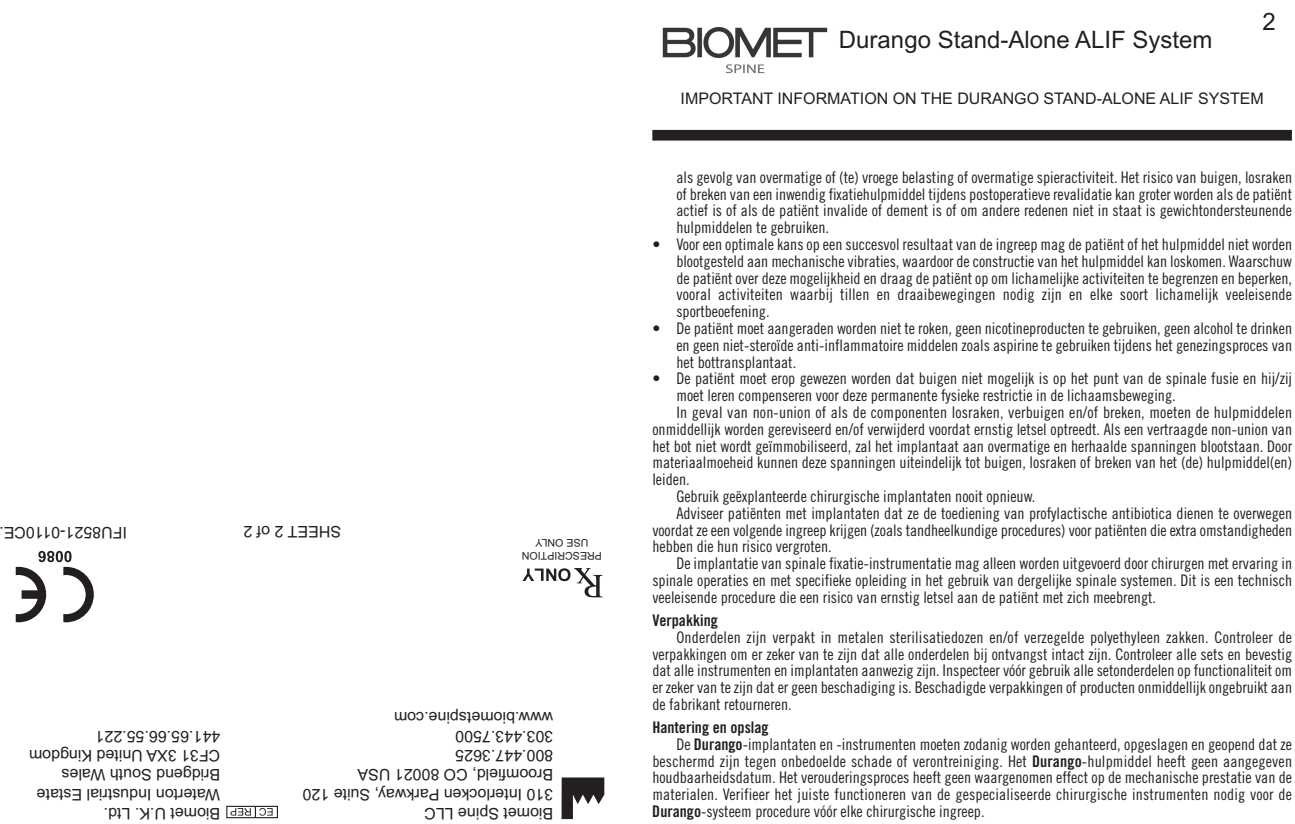 2
BIOMET
SPINE
Durango Stand-Alone ALIF System
IMPORTANT INFORMATION ON THE DURANGO STAND-ALONE ALIF SYSTEM
als gevolg van overmatige of (te) vroege belasting of overmatige spieractiviteit. Het risico van buigen, losraken
of breken van een inwendig fixatiehulpmiddel tijdens postoperatieve revalidatie kan groter worden als de patiënt
actief is of als de patiënt invalide of dement is of om andere redenen niet in staat is gewichtondersteunende
hulpmiddelen te gebruiken.
• Voor een optimale kans op een succesvol resultaat van de ingreep mag de patiënt of het hulpmiddel niet worden
blootgesteld aan mechanische vibraties, waardoor de constructie van het hulpmiddel kan loskomen. Waarschuw
de patiënt over deze mogelijkheid en draag de patiënt op om lichamelijke activiteiten te begrenzen en beperken,
vooral activiteiten waarbij tillen en draaibewegingen nodig zijn en elke soort lichamelijk veeleisende
sportbeoefening.
• De patiënt moet aangeraden worden niet te roken, geen nicotineproducten te gebruiken, geen alcohol te drinken
en geen niet-steroïde anti-inflammatoire middelen zoals aspirine te gebruiken tijdens het genezingsproces van
het bottransplantaat.
• De patiënt moet erop gewezen worden dat buigen niet mogelijk is op het punt van de spinale fusie en hij/zij
moet leren compenseren voor deze permanente fysieke restrictie in de lichaamsbeweging.
In geval van non-union of als de componenten losraken, verbuigen en/of breken, moeten de hulpmiddelen
onmiddellijk worden gereviseerd en/of verwijderd voordat ernstig letsel optreedt. Als een vertraagde non-union van
het bot niet wordt geïmmobiliseerd, zal het implantaat aan overmatige en herhaalde spanningen blootstaan. Door
materiaalmoeheid kunnen deze spanningen uiteindelijk tot buigen, losraken of breken van het (de) hulpmiddel(en)
leiden.
Gebruik geëxplanteerde chirurgische implantaten nooit opnieuw.
Adviseer patiënten met implantaten dat ze de toediening van profylactische antibiotica dienen te overwegen
voordat ze een volgende ingreep krijgen (zoals tandheelkundige procedures) voor patiënten die extra omstandigheden
hebben die hun risico vergroten.
De implantatie van spinale fixatie-instrumentatie mag alleen worden uitgevoerd door chirurgen met ervaring in
spinale operaties en met specifieke opleiding in het gebruik van dergelijke spinale systemen. Dit is een technisch
veeleisende procedure die een risico van ernstig letsel aan de patiënt met zich meebrengt.
Verpakking
Onderdelen zijn verpakt in metalen sterilisatiedozen en/of verzegelde polyethyleen zakken. Controleer de
verpakkingen om er zeker van te zijn dat alle onderdelen bij ontvangst intact zijn. Controleer alle sets en bevestig
dat alle instrumenten en implantaten aanwezig zijn. Inspecteer vóór gebruik alle setonderdelen op functionaliteit om
er zeker van te zijn dat er geen beschadiging is. Beschadigde verpakkingen of producten onmiddellijk ongebruikt aan
de fabrikant retourneren.
Hantering en opslag
De Durango-implantaten en -instrumenten moeten zodanig worden gehanteerd, opgeslagen en geopend dat ze
beschermd zijn tegen onbedoelde schade of verontreiniging. Het Durango-hulpmiddel heeft geen aangegeven
houdbaarheidsdatum. Het verouderingsproces heeft geen waargenomen effect op de mechanische prestatie van de
materialen. Verifieer het juiste functioneren van de gespecialiseerde chirurgische instrumenten nodig voor de
Durango-systeem procedure vóór elke chirurgische ingreep.
Biomet Spine LLC
310 Interlocken Parkway, Suite 120
Broomfield, CO 80021 USA
800.447.3625
303.443.7500
www.biometspine.com
EC REP Biomet U.K. Ltd.
Waterton Industrial Estate
Bridgend South Wales
CF31 3XA United Kingdom
441.65.66.55.221
Rx ONLY
PRESCRIPTION
USE ONLY
CE
0086
SHEET 2 of 2
IFU8521-0110CE.